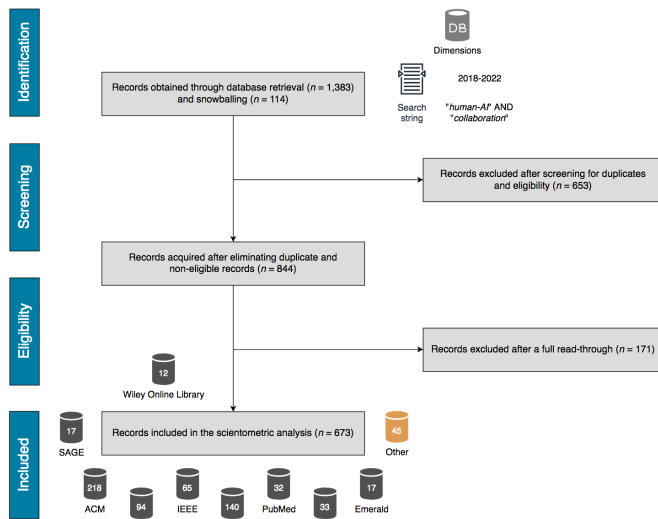 Identification
DB
Dimensions
Records obtained through database retrieval (n = 1,383)
and snowballing (n = 114)
2018-2022
Search
string
"human-AI" AND
"collaboration"
Screening
Records excluded after screening for duplicates
and eligibility (n = 653)
Records acquired after eliminating duplicate and
non-eligible records (n = 844)
Eligibility
Records excluded after a full read-through (n = 171)
12
Wiley Online Library
Included
17
SAGE
Records included in the scientometric analysis (n = 673)
45
Other
218
ACM
94
65
IEEE
140
32
PubMed
33
17
Emerald